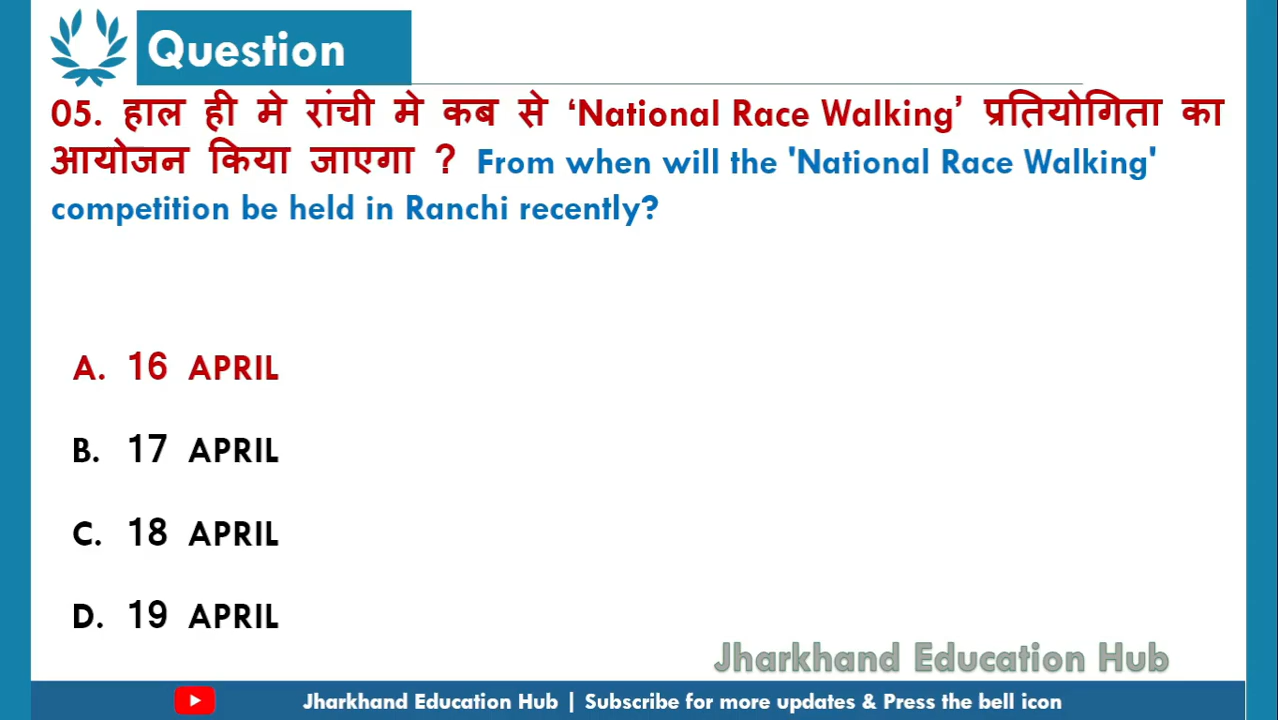 Question
05. हाल ही मे रांची मे कब से ‘National Race Walking’ प्रतियोगिता का
आयोजन किया जाएगा ? From when will the 'National Race Walking'
competition be held in Ranchi recently?
A. 16 APRIL
B. 17 APRIL
C. 18 APRIL
D. 19 APRIL
Jharkhand Education Hub
Jharkhand Education Hub | Subscribe for more updates & Press the bell icon